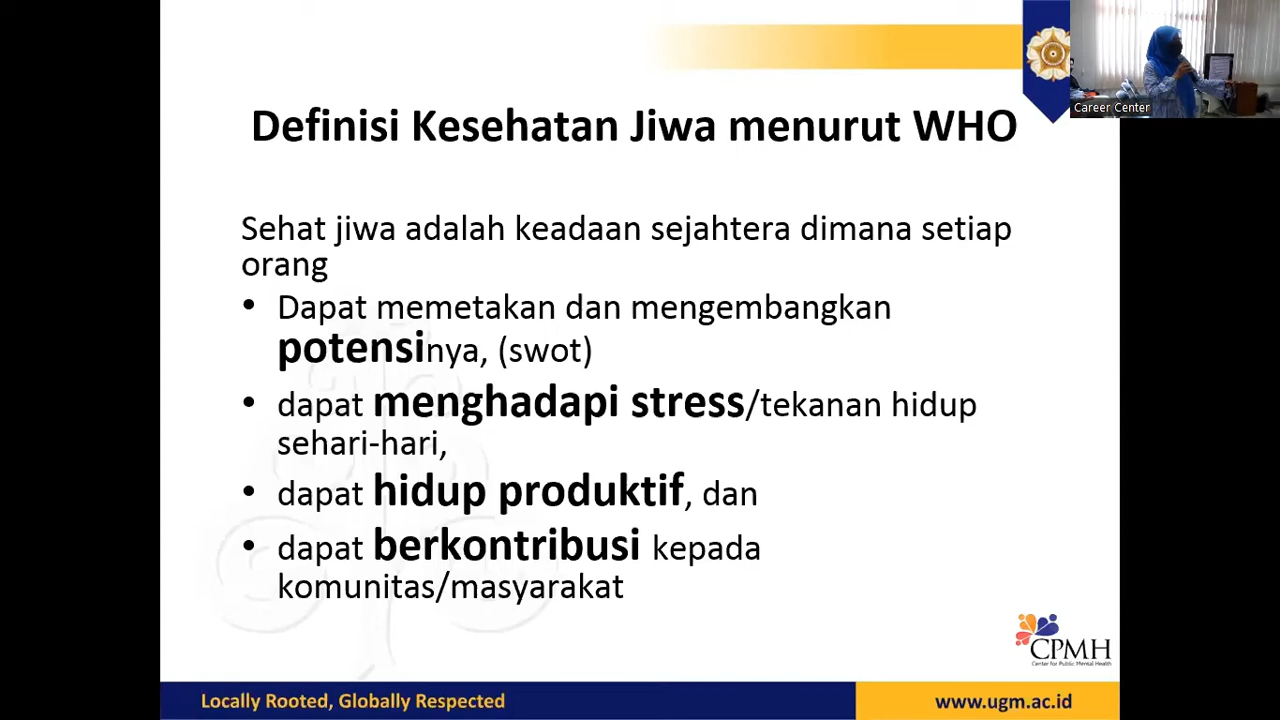 Career Center
Definisi Kesehatan Jiwa menurut WHO
Sehat jiwa adalah keadaan sejahtera dimana setiap
orang
• Dapat memetakan dan mengembangkan
potensinya, (swot)
• dapat menghadapi stress/tekanan hidup
sehari-hari,
• dapat hidup produktif, dan
• dapat berkontribusi kepada
komunitas/masyarakat
CPMH
Center for Public Mental Health
Locally Rooted, Globally Respected
www.ugm.ac.id